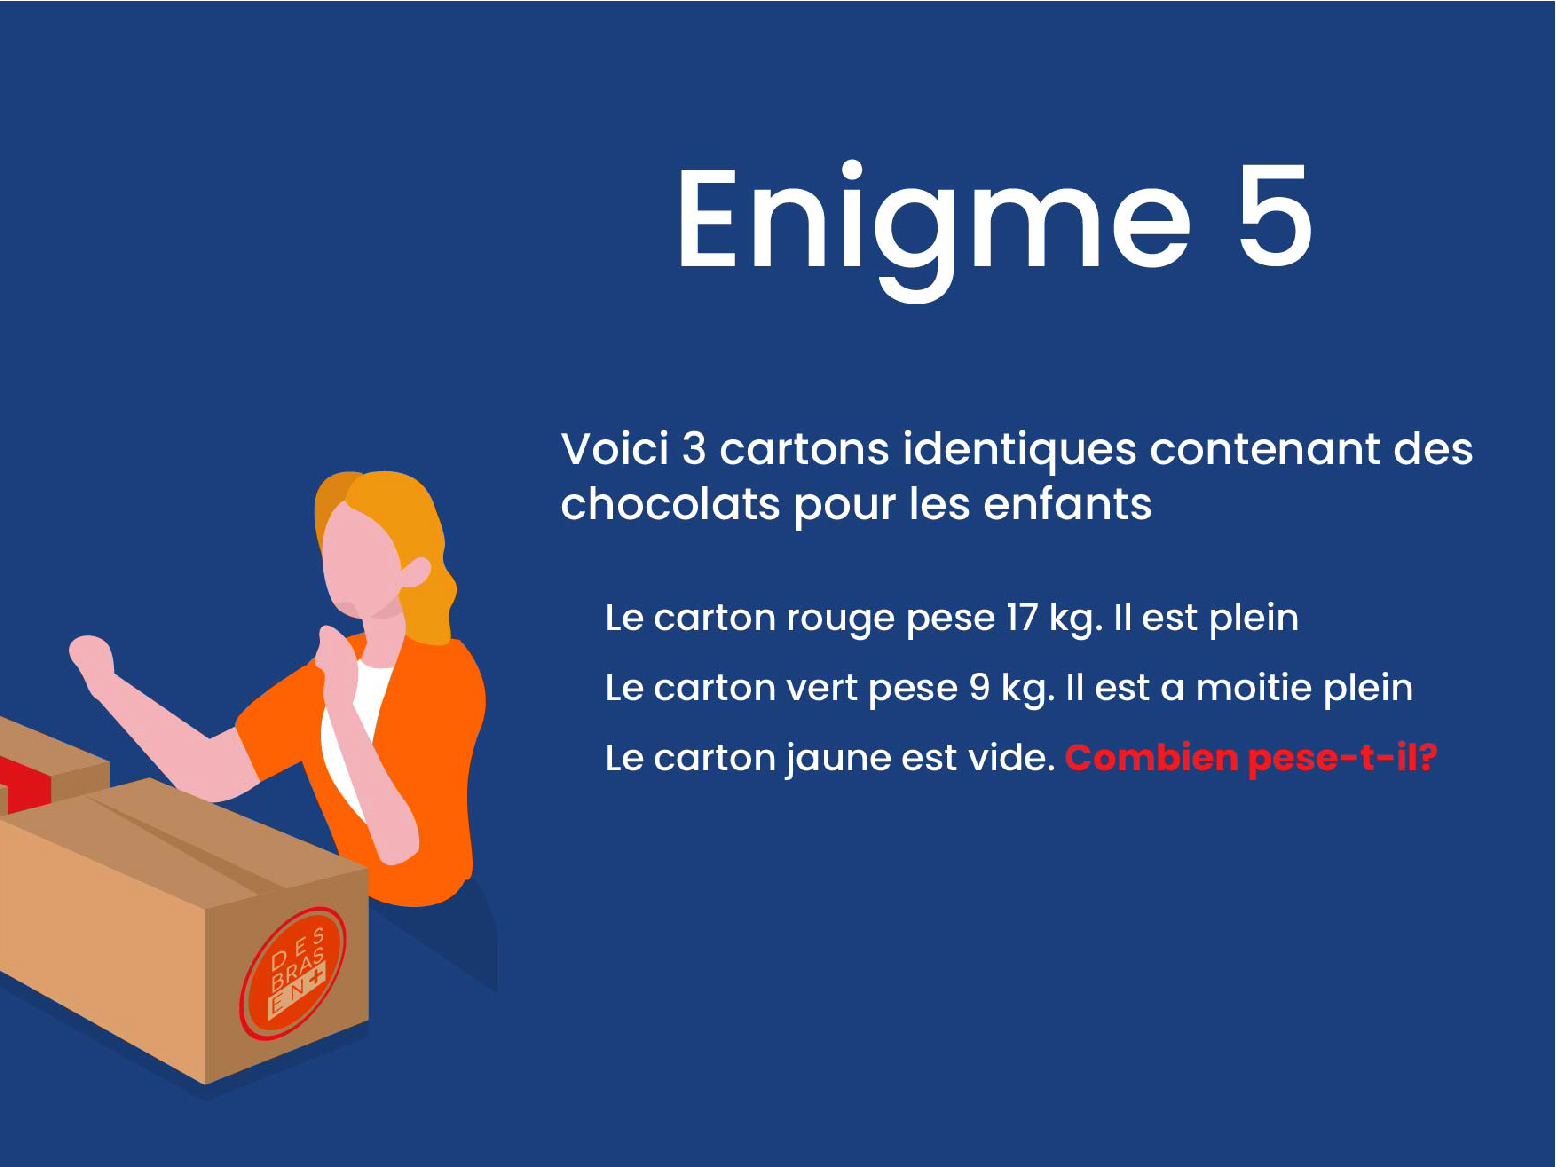 Enigme 5
Voici 3 cartons identiques contenant des
chocolats pour les enfants
Le carton rouge pese 17 kg. Il est plein
Le carton vert pese 9 kg. Il est a moitie plein
Le carton jaune est vide. Combien pese-t-il?
DES
BRAS
EN+